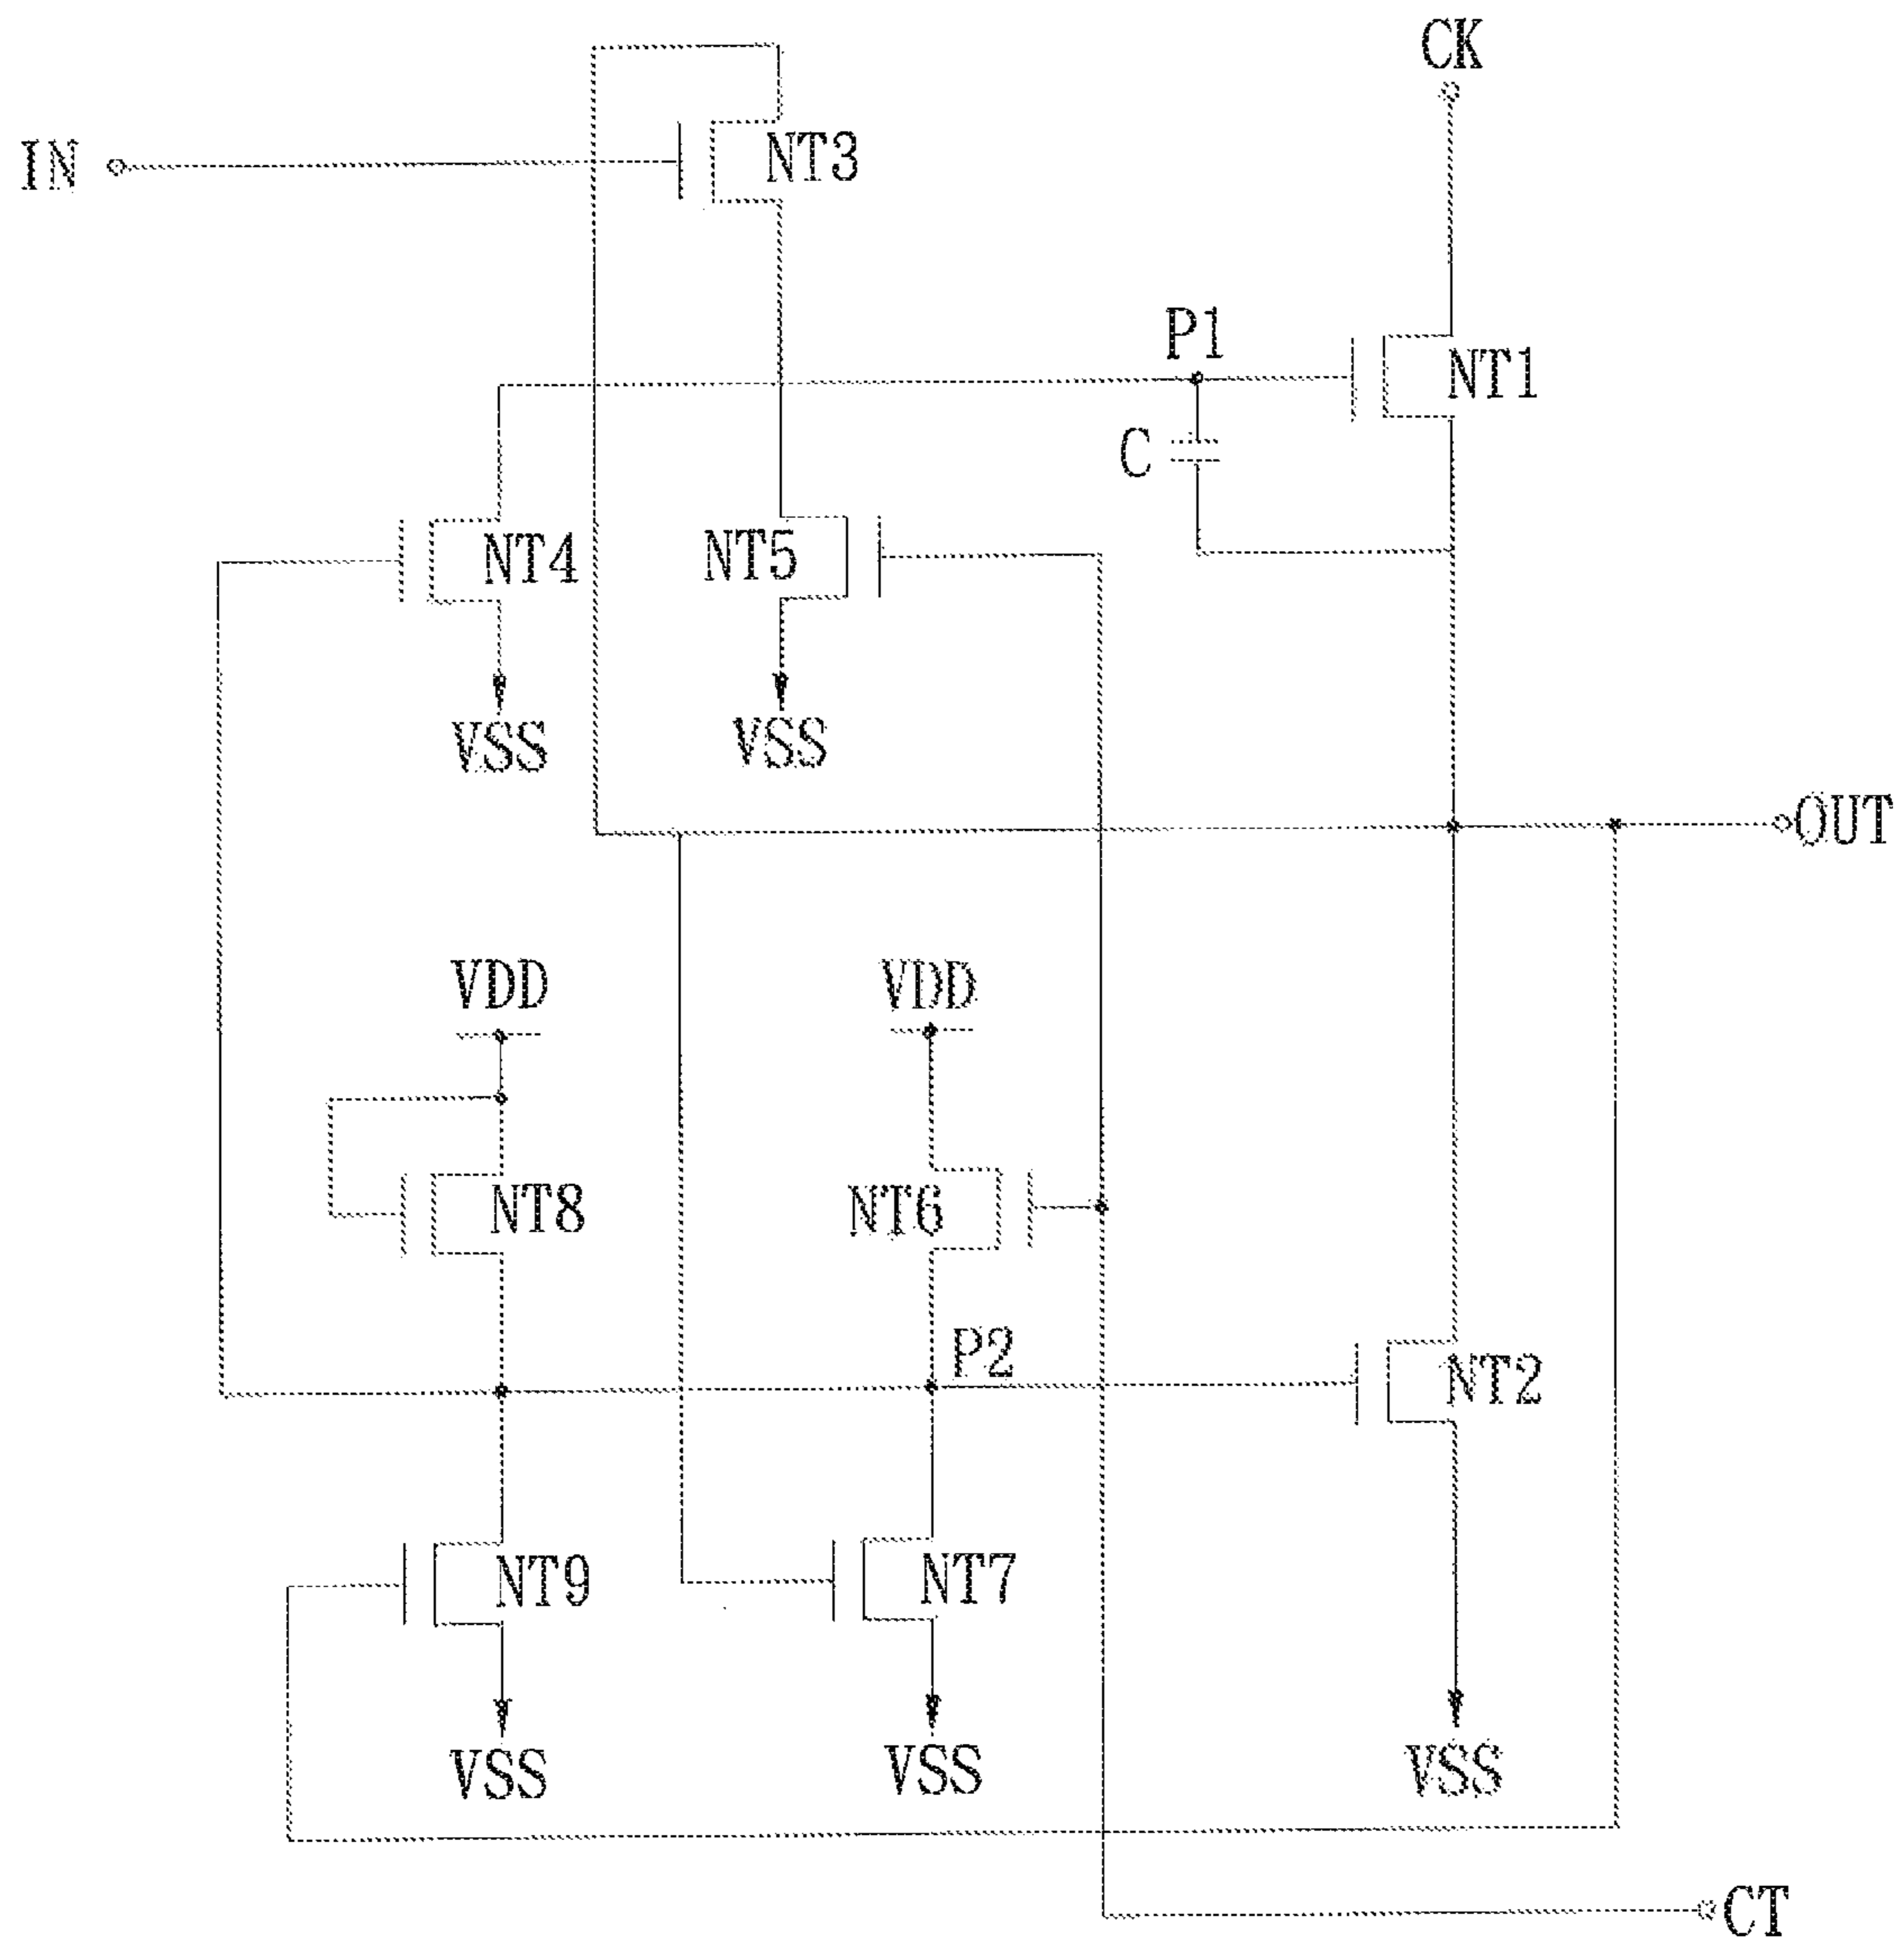 CK
IN
NT3
P1
NT1
C
NT4
NT5
VSS
VSS
OUT
VDD
VDD
NT8
NT6
P2
NT2
NT9
NT7
VSS
VSS
VSS
CT